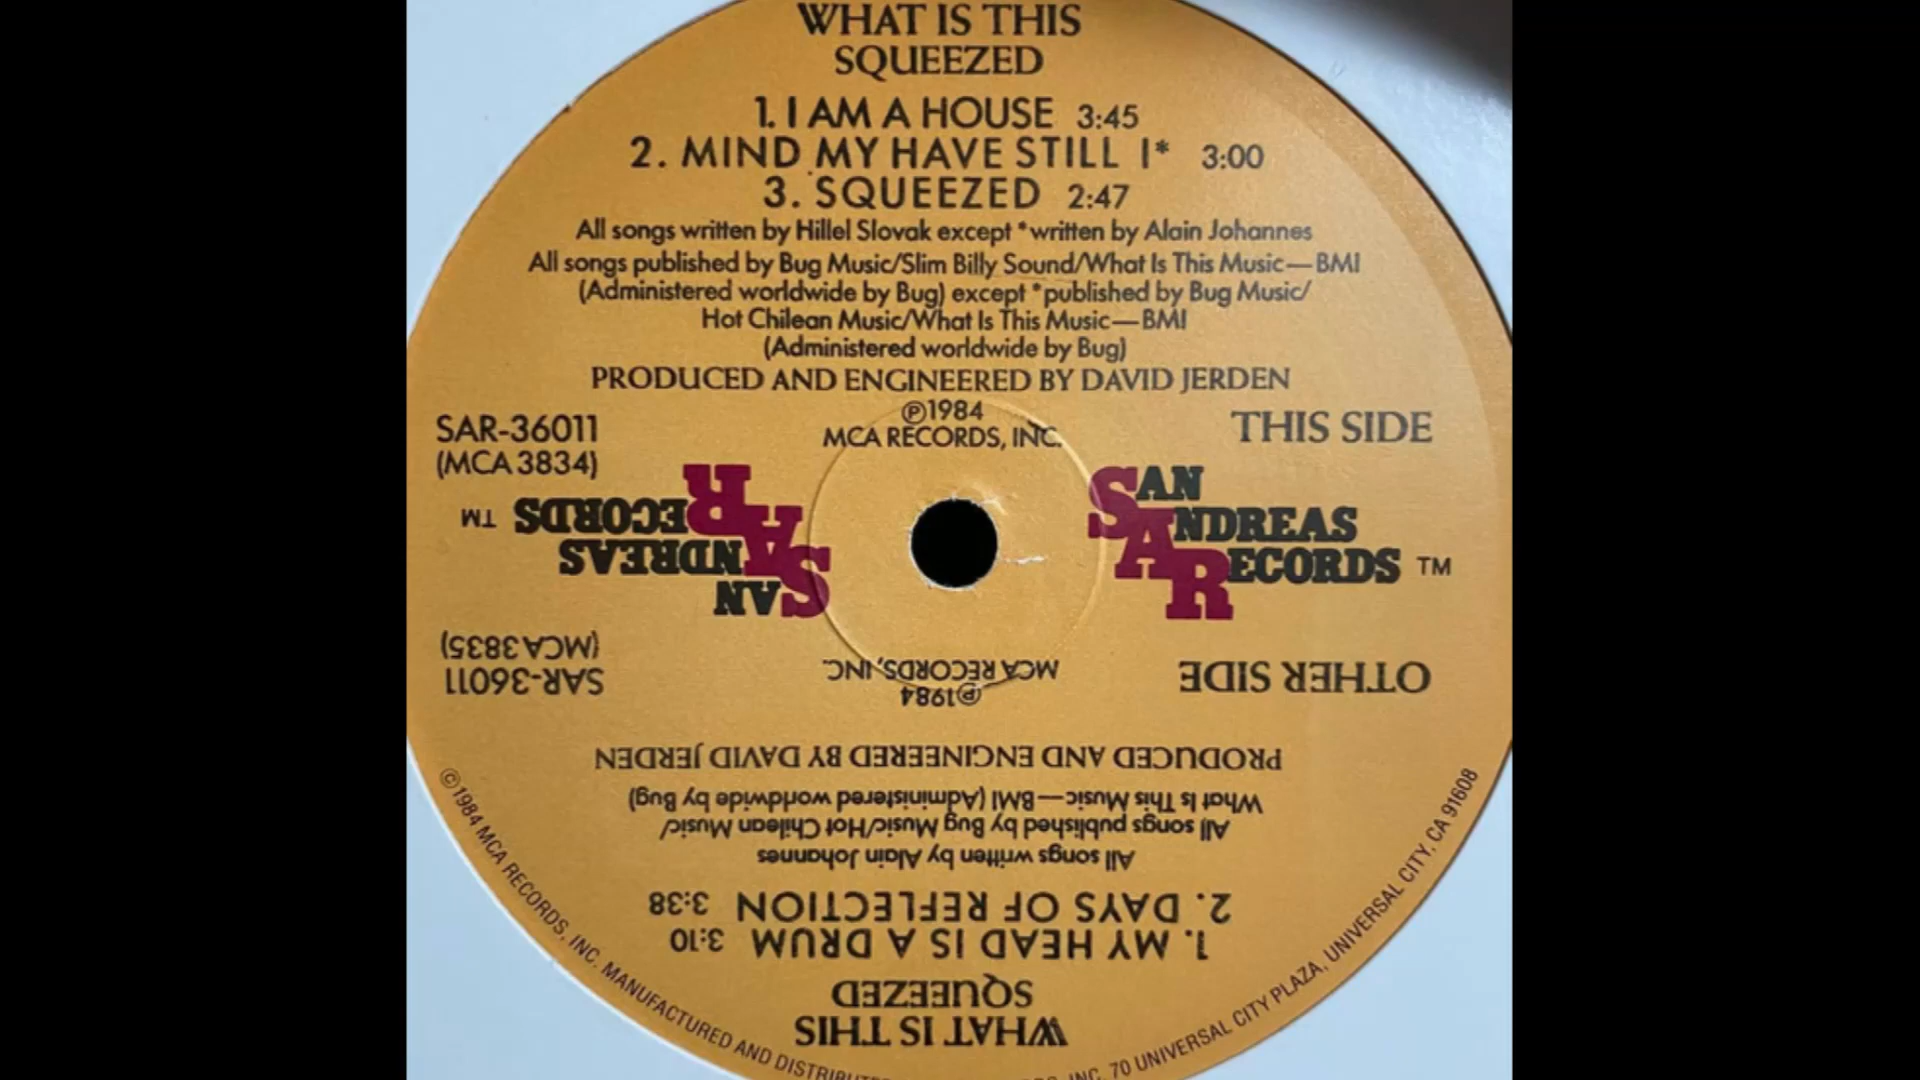 WHAT IS THIS
SQUEEZED
1. I AM A HOUSE 3:45
2. MIND MY HAVE STILL I* 3:00
3. SQUEEZED 2:47
All songs written by Hillel Slovak except *written by Alain Johannes
All songs published by Bug Music/Slim Billy Sound/What Is This Music—BMI
(Administered worldwide by Bug) except *published by Bug Music/
Hot Chilean Music/What Is This Music—BMI
(Administered worldwide by Bug)
PRODUCED AND ENGINEERED BY DAVID JERDEN
℗1984
MCA RECORDS, INC.
SAR-36011
(MCA 3834)
THIS SIDE
SAN
ANDREAS
RECORDS ™
WHAT IS THIS
SQUEEZED
1. MY HEAD IS A DRUM 3:10
2. DAYS OF REFLECTION 3:38
All songs written by Alain Johannes
All songs published by Bug Music/Hot Chilean Music/
What Is This Music—BMI (Administered worldwide by Bug)
PRODUCED AND ENGINEERED BY DAVID JERDEN
℗1984
MCA RECORDS, INC.
OTHER SIDE
SAR-36011
(MCA 3835)
SAN
ANDREAS
RECORDS ™
©1984 MCA RECORDS, INC. MANUFACTURED AND INC. 70 UNIVERSAL CITY PLAZA, UNIVERSAL CITY, CA 91608